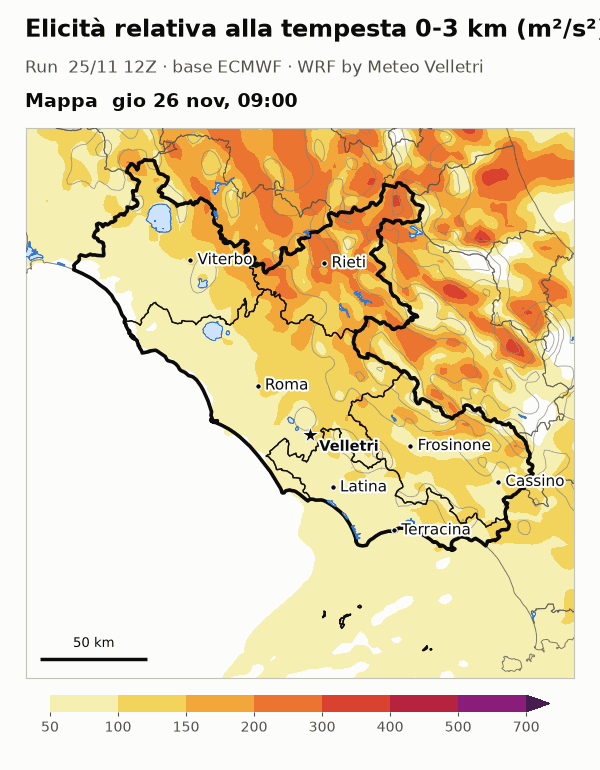 Elicità relativa alla tempesta 0-3 km (m²/s²)
Run  25/11 12Z · base ECMWF · WRF by Meteo Velletri
Mappa  gio 26 nov, 09:00
Viterbo
Rieti
Roma
Velletri
Frosinone
Cassino
Latina
Terracina
50 km
50 100 150 200 300 400 500 700